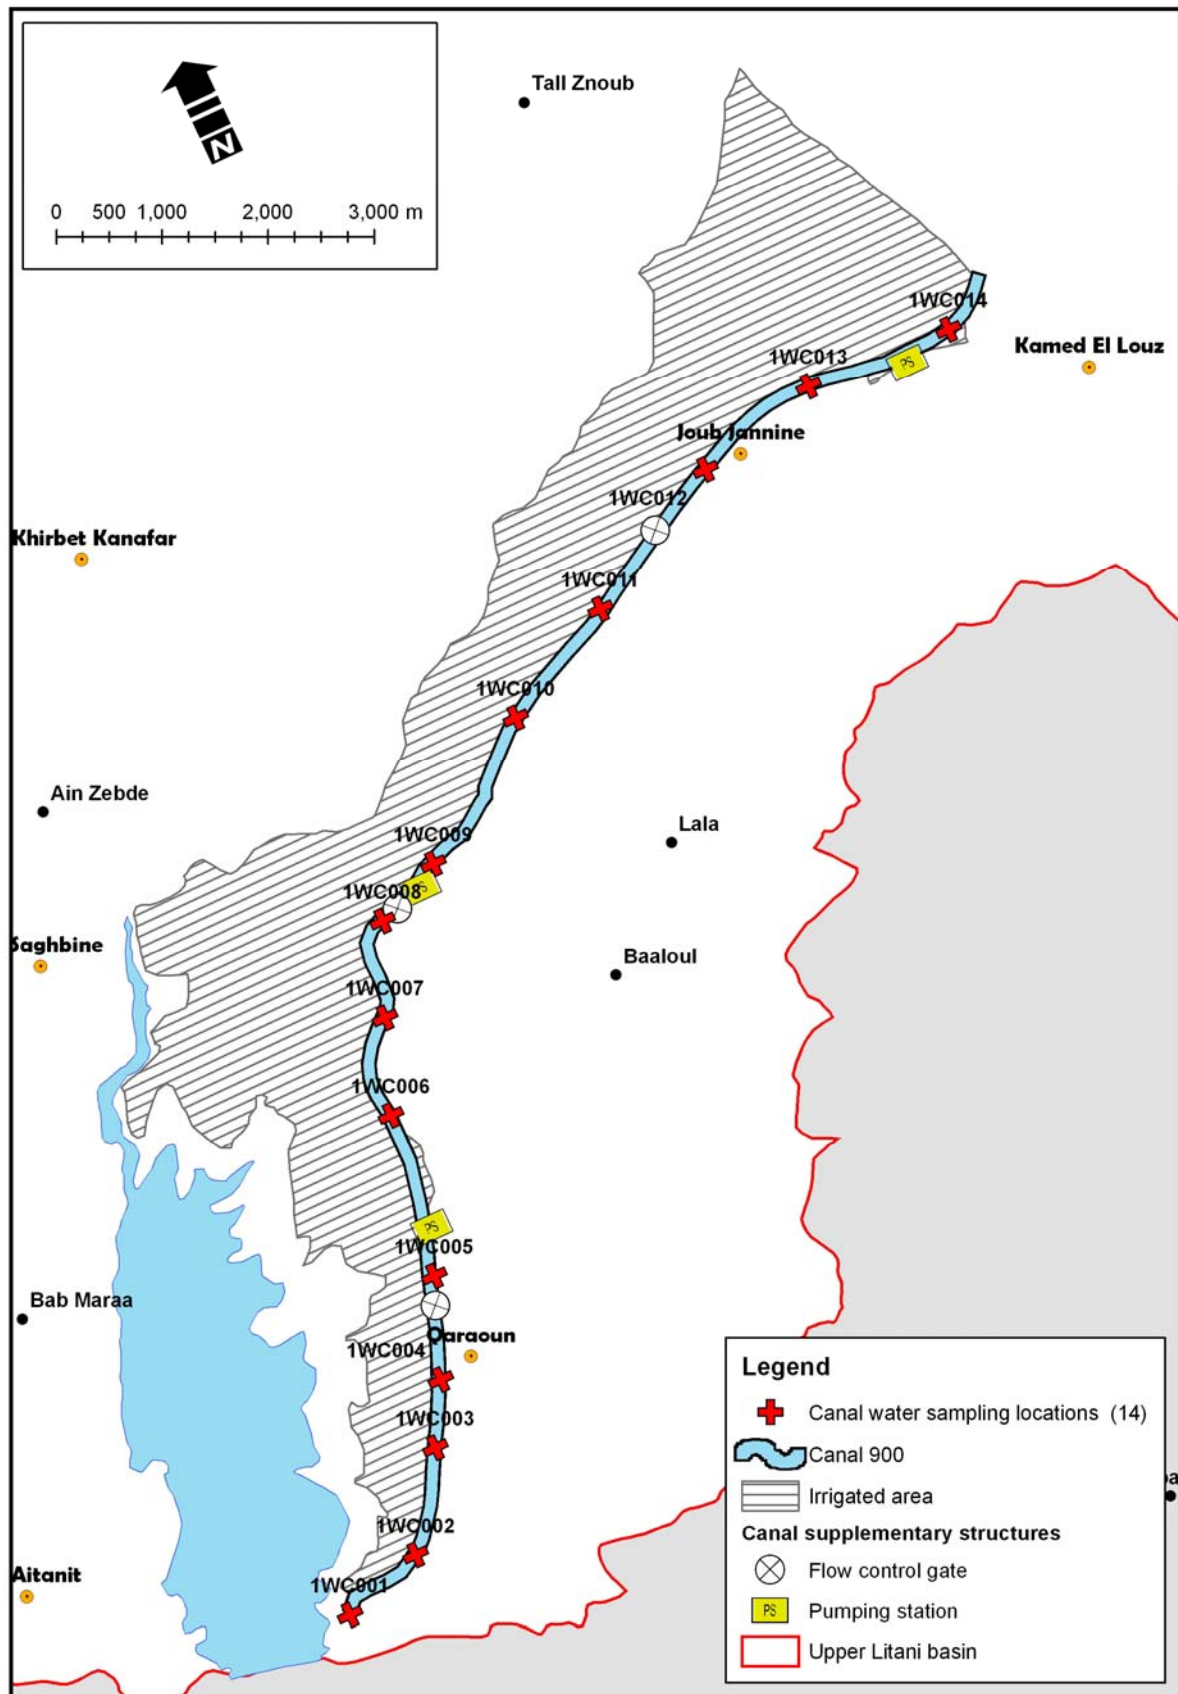 Tall Znoub
N
0 500 1,000 2,000 3,000 m
1WC014
Kamed El Louz
1WC013
PS
Joub Jannine
1WC012
Khirbet Kanafar
1WC011
1WC010
Ain Zebde
Lala
1WC009
PS
1WC008
Saghbine
Baaloul
1WC007
1WC006
PS
1WC005
Bab Maraa
Qaraoun
1WC004
1WC003
1WC002
Aitanit
1WC001
Legend
Canal water sampling locations (14)
Canal 900
Irrigated area
Canal supplementary structures
Flow control gate
PS
Pumping station
Upper Litani basin